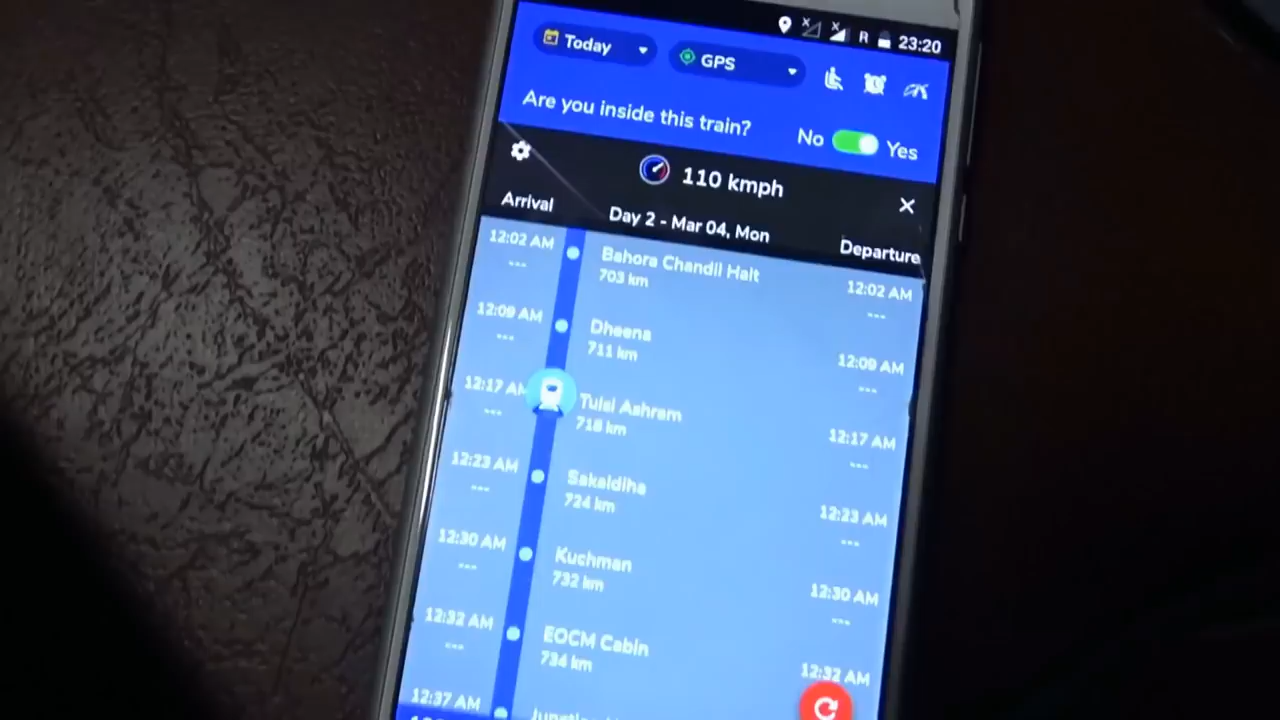 R 23:20
Today GPS
Are you inside this train? No Yes
110 kmph
Arrival Day 2 - Mar 04, Mon Departure
12:02 AM Bahora Chandil Halt 12:02 AM
--- 703 km ---
12:09 AM Dheena 12:09 AM
--- 711 km ---
12:17 AM Tulsi Ashram 12:17 AM
--- 718 km ---
12:23 AM Sakaldiha 12:23 AM
--- 724 km ---
12:30 AM Kuchman 12:30 AM
--- 732 km ---
12:32 AM EOCM Cabin 12:32 AM
--- 734 km
12:37 AM Junction